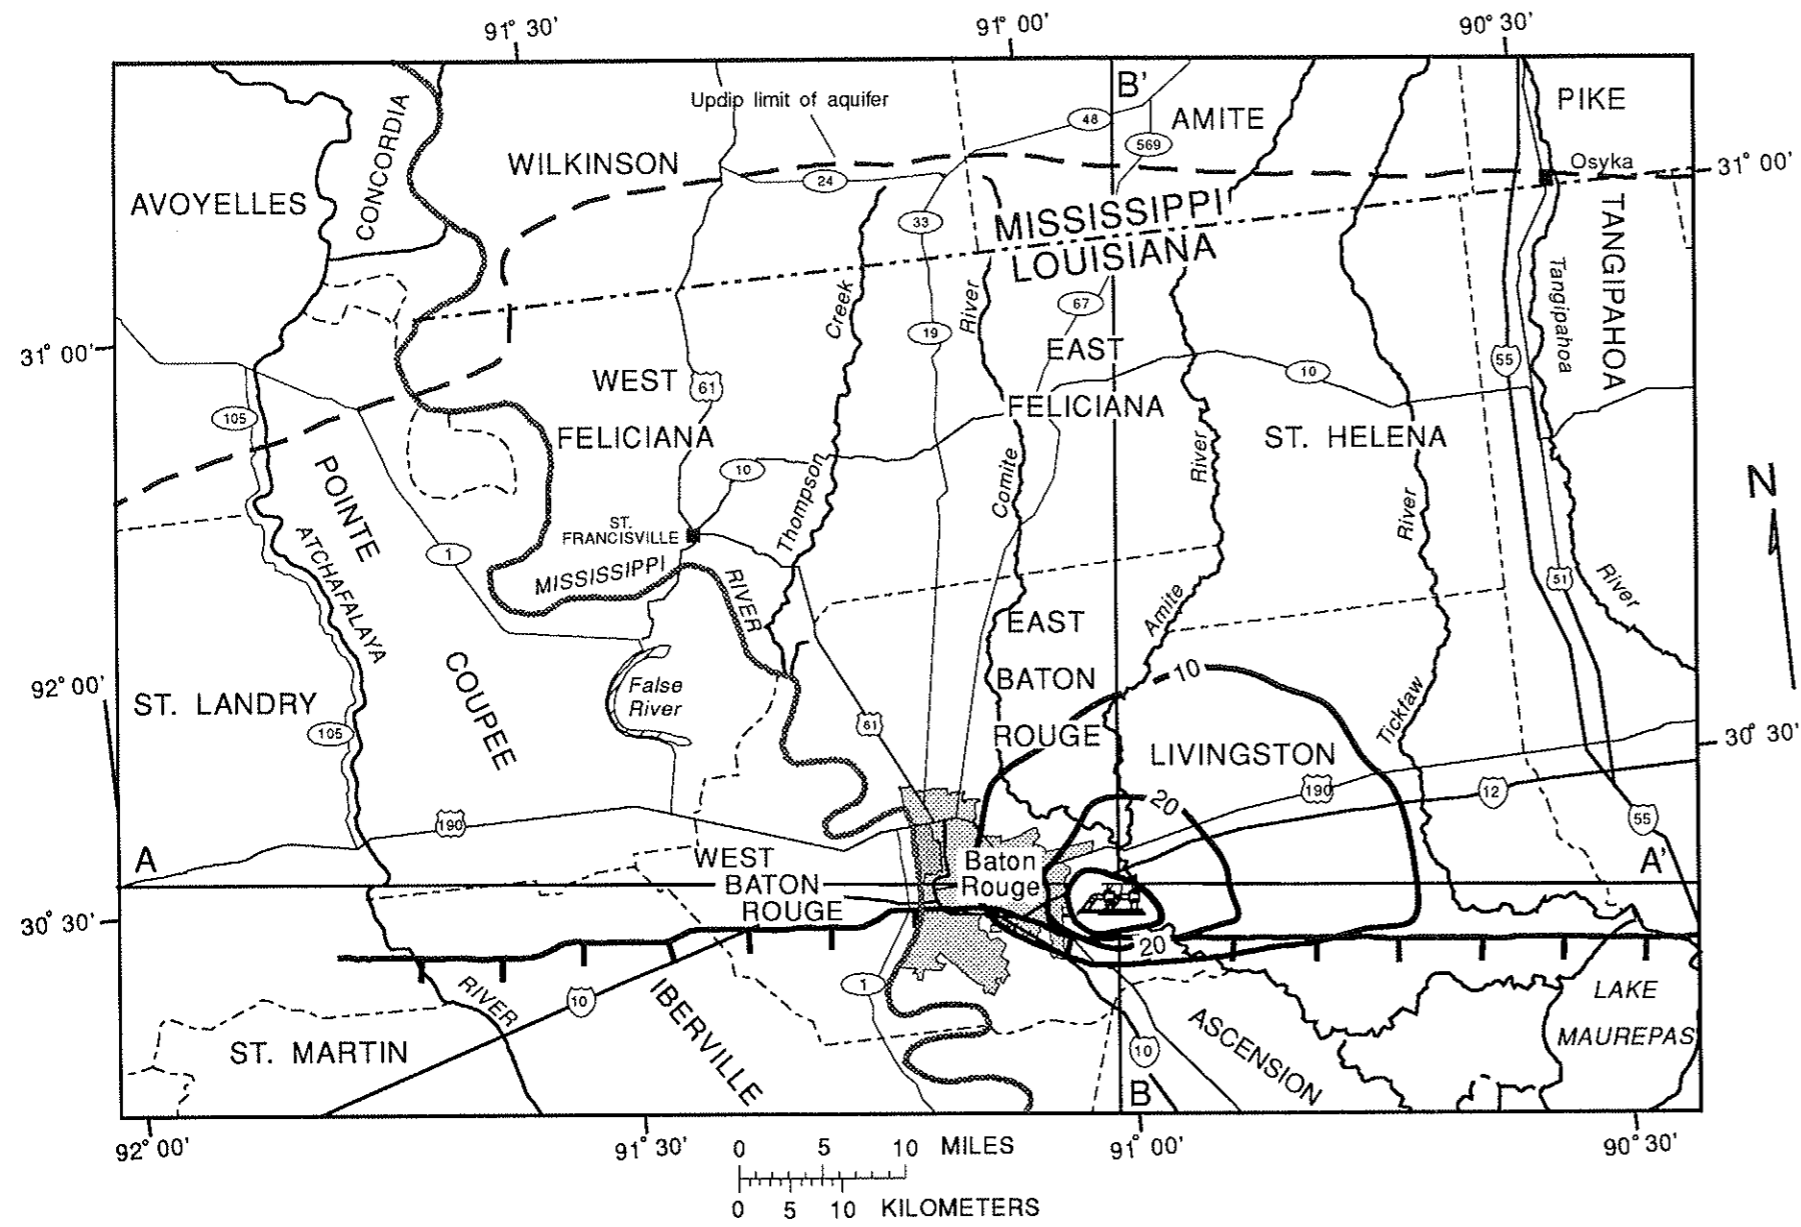 91° 30'
91° 00'
90° 30'
B'
PIKE
Updip limit of aquifer
48
AMITE
CONCORDIA
569
WILKINSON
Osyka
31° 00'
24
AVOYELLES
33
MISSISSIPPI
LOUISIANA
TANGIPAHOA
Tangipahoa
Creek
River
67
19
31° 00'
EAST
55
WEST
61
10
FELICIANA
105
FELICIANA
ST. HELENA
POINTE
10
Thompson
Comite
River
River
N
ST.
FRANCISVILLE
ATCHAFALAYA
1
MISSISSIPPI
RIVER
51
River
Amite
EAST
COUPEE
10
92° 00'
False
River
BATON
ST. LANDRY
Tickfaw
105
61
ROUGE
LIVINGSTON
30° 30'
190
12
20
190
55
A
WEST
Baton
Rouge
A'
BATON
ROUGE
30° 30'
20
RIVER
10
1
IBERVILLE
LAKE
MAUREPAS
ST. MARTIN
ASCENSION
10
B
92° 00'
91° 30'
91° 00'
90° 30'
0 5 10 MILES
0 5 10 KILOMETERS